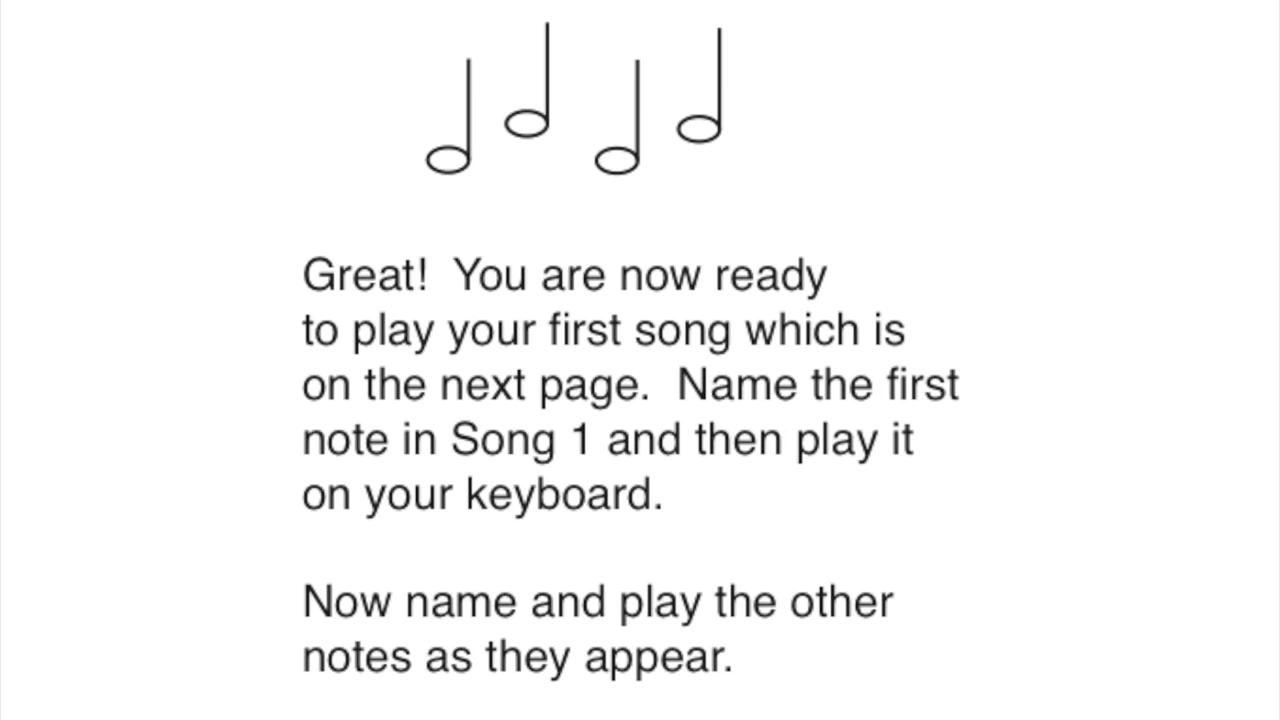 Great!  You are now ready
to play your first song which is
on the next page.  Name the first
note in Song 1 and then play it
on your keyboard.
Now name and play the other
notes as they appear.